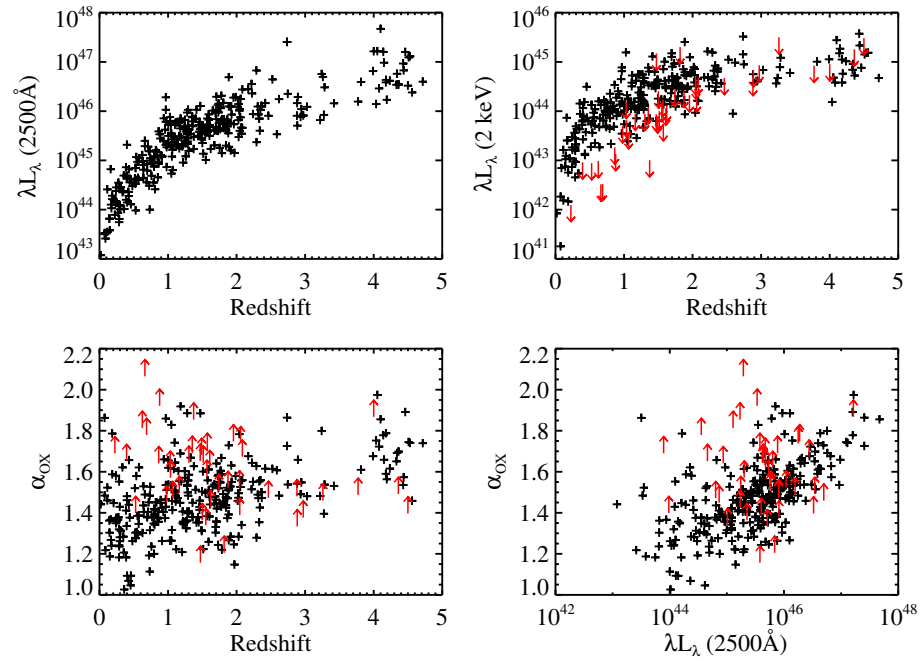 10^48
10^47
10^46
10^45
10^44
10^43
λL_λ (2500Å)
0 1 2 3 4 5
Redshift
10^46
10^45
10^44
10^43
10^42
10^41
λL_λ (2 keV)
0 1 2 3 4 5
Redshift
2.2
2.0
1.8
1.6
1.4
1.2
1.0
α_OX
0 1 2 3 4 5
Redshift
2.2
2.0
1.8
1.6
1.4
1.2
1.0
α_OX
10^42 10^44 10^46 10^48
λL_λ (2500Å)